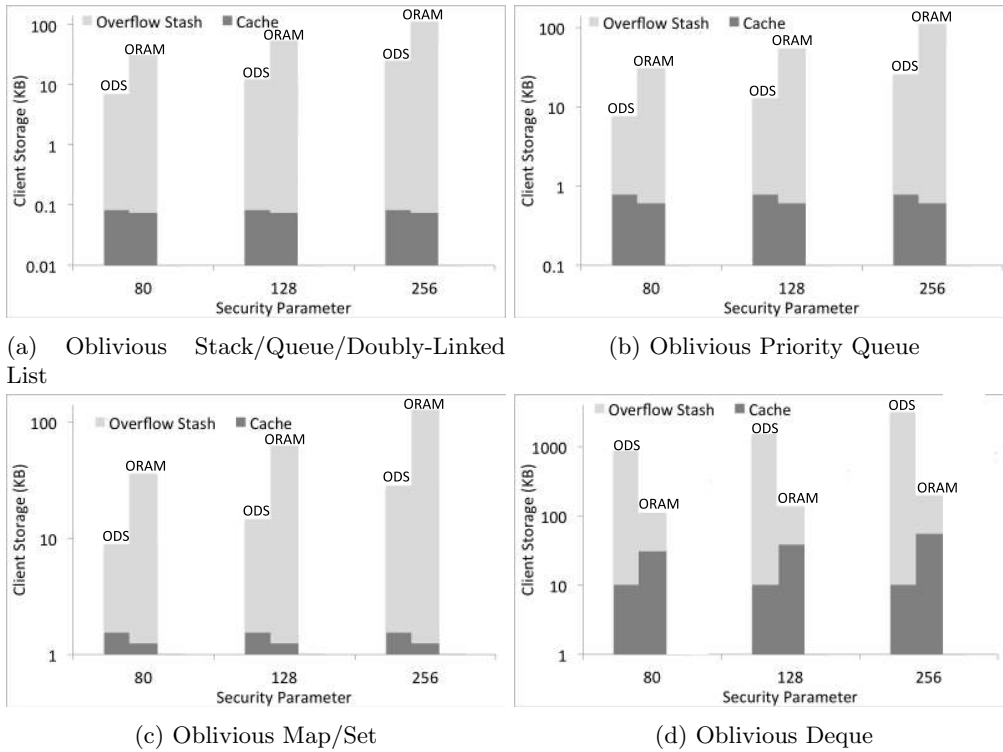 Overflow Stash Cache
100
10
1
0.1
0.01
Client Storage (KB)
ODS ORAM
ODS ORAM
ODS ORAM
80 128 256
Security Parameter
(a) Oblivious Stack/Queue/Doubly-Linked
List
Overflow Stash Cache
100
10
1
0.1
Client Storage (KB)
ODS ORAM
ODS ORAM
ODS ORAM
80 128 256
Security Parameter
(b) Oblivious Priority Queue
Overflow Stash Cache
100
10
1
Client Storage (KB)
ODS ORAM
ODS ORAM
ODS ORAM
80 128 256
Security Parameter
(c) Oblivious Map/Set
Overflow Stash Cache
1000
100
10
1
Client Storage (KB)
ODS ORAM
ODS ORAM
ODS ORAM
80 128 256
Security Parameter
(d) Oblivious Deque